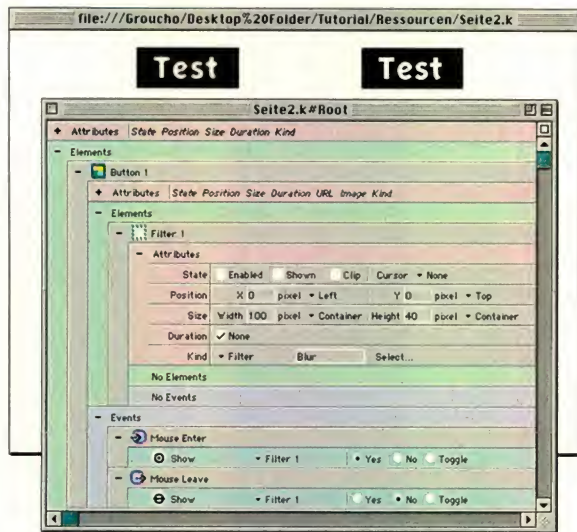 file:///Groucho/Desktop%20Folder/Tutorial/Ressourcen/Seite2.k
Test Test
Seite2.k#Root
+ Attributes State Position Size Duration Kind
- Elements
- Button 1
+ Attributes State Position Size Duration URL Image Kind
- Elements
- Filter 1
- Attributes
State Enabled Shown Clip Cursor None
Position X 0 pixel Left Y 0 pixel Top
Size Width 100 pixel Container Height 40 pixel Container
Duration None
Kind Filter Blur Select...
No Elements
No Events
- Events
- Mouse Enter
Show Filter 1 Yes No Toggle
- Mouse Leave
Show Filter 1 Yes No Toggle